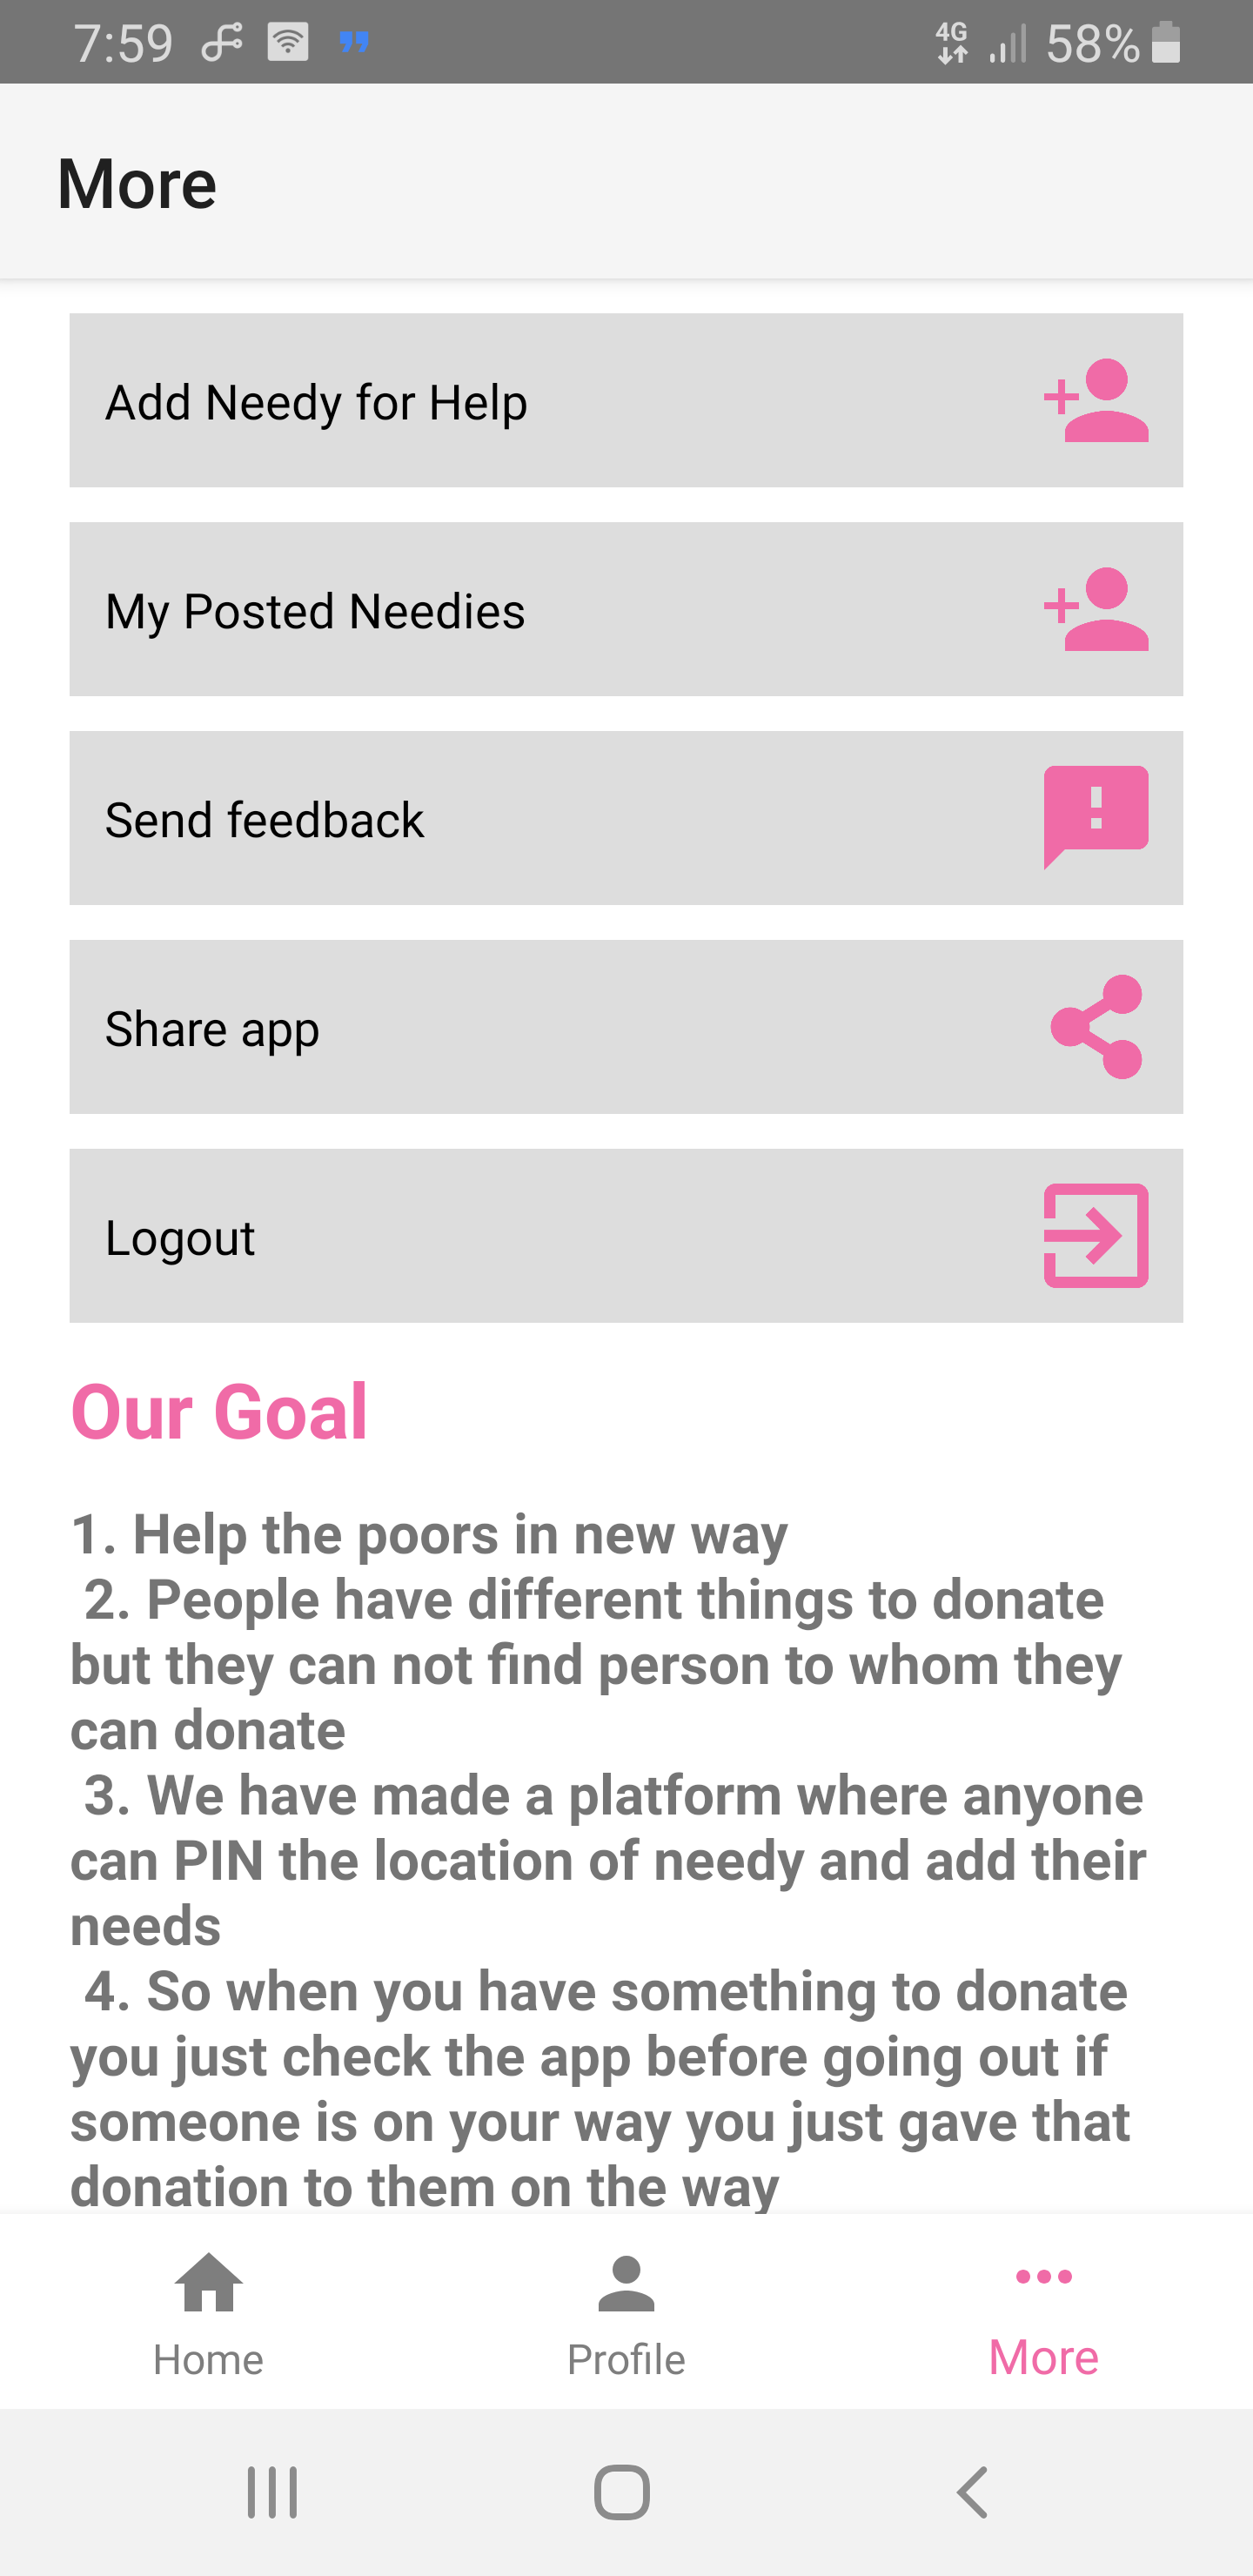 7:59
4G 58%
More
Add Needy for Help
My Posted Needies
Send feedback
Share app
Logout
Our Goal
1. Help the poors in new way
2. People have different things to donate
but they can not find person to whom they
can donate
3. We have made a platform where anyone
can PIN the location of needy and add their
needs
4. So when you have something to donate
you just check the app before going out if
someone is on your way you just gave that
donation to them on the way
Home Profile More